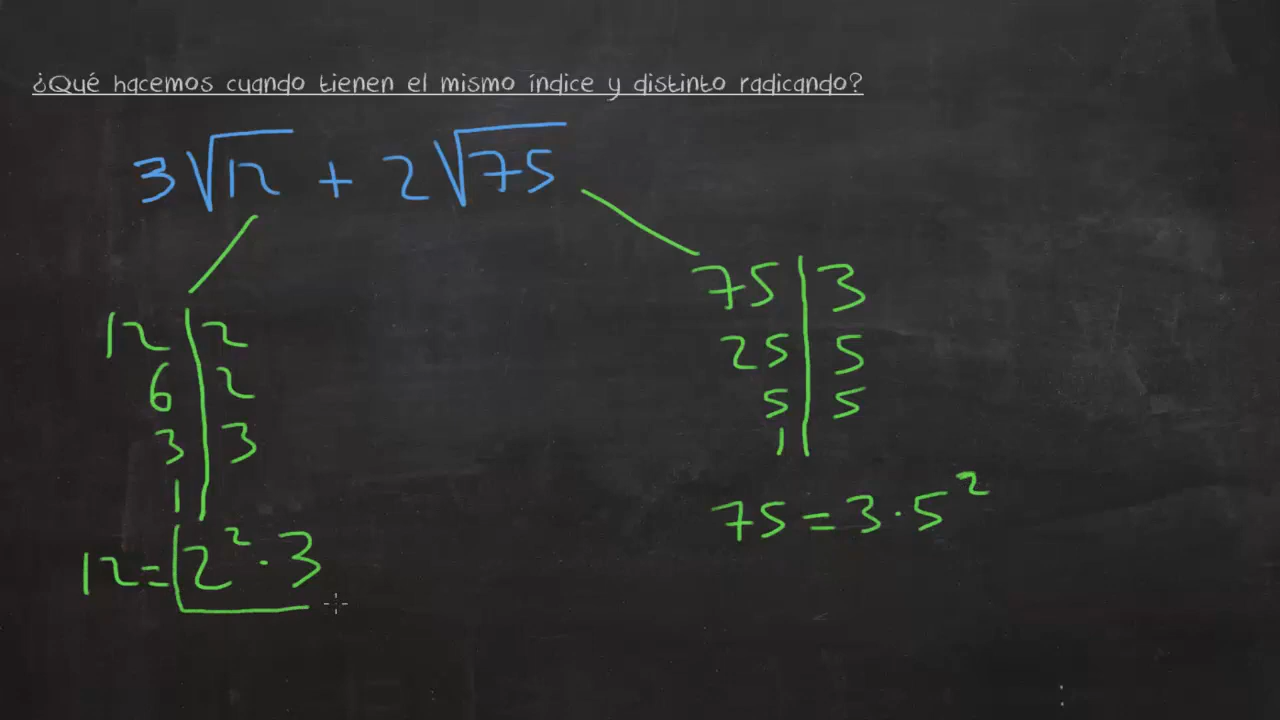 ¿Qué hacemos cuando tienen el mismo índice y distinto radicando?
3√12 + 2√75
12 | 2
6 | 2
3 | 3
1
12 = 2² · 3
75 | 3
25 | 5
5 | 5
1
75 = 3 · 5²